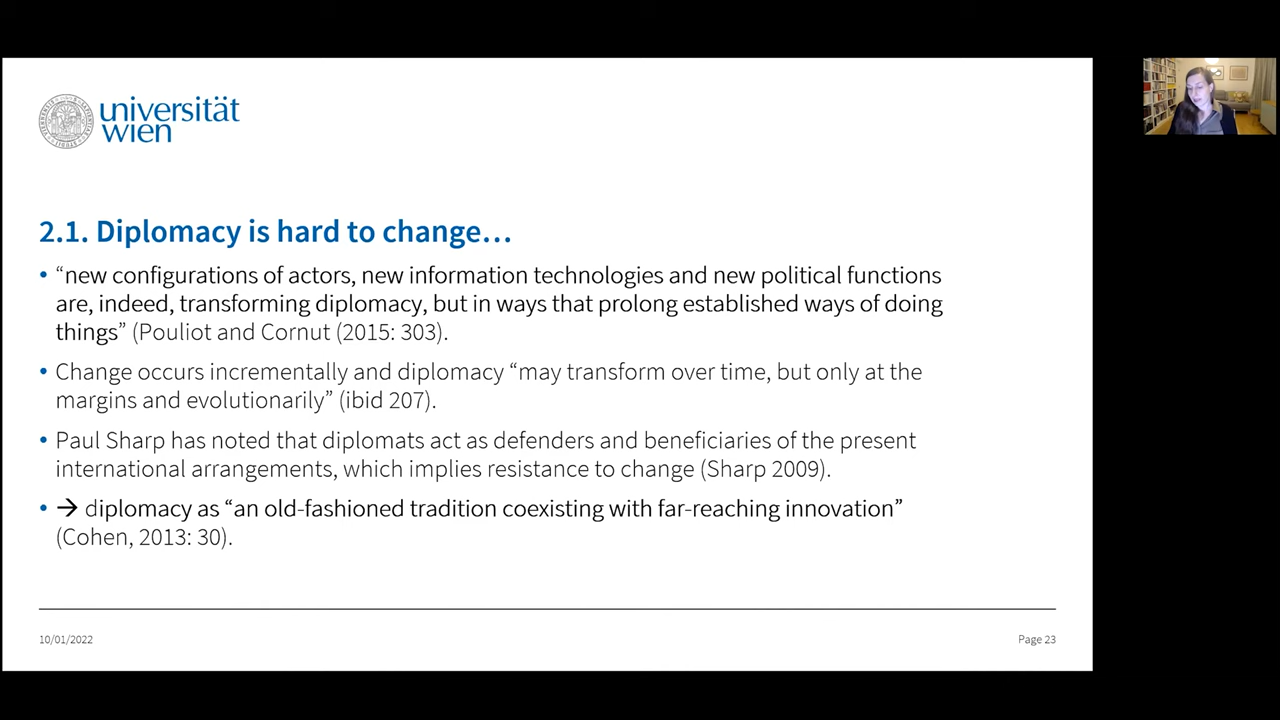 universität
wien
2.1. Diplomacy is hard to change…
• “new configurations of actors, new information technologies and new political functions
are, indeed, transforming diplomacy, but in ways that prolong established ways of doing
things” (Pouliot and Cornut (2015: 303).
• Change occurs incrementally and diplomacy “may transform over time, but only at the
margins and evolutionarily” (ibid 207).
• Paul Sharp has noted that diplomats act as defenders and beneficiaries of the present
international arrangements, which implies resistance to change (Sharp 2009).
• → diplomacy as “an old-fashioned tradition coexisting with far-reaching innovation”
(Cohen, 2013: 30).
10/01/2022
Page 23